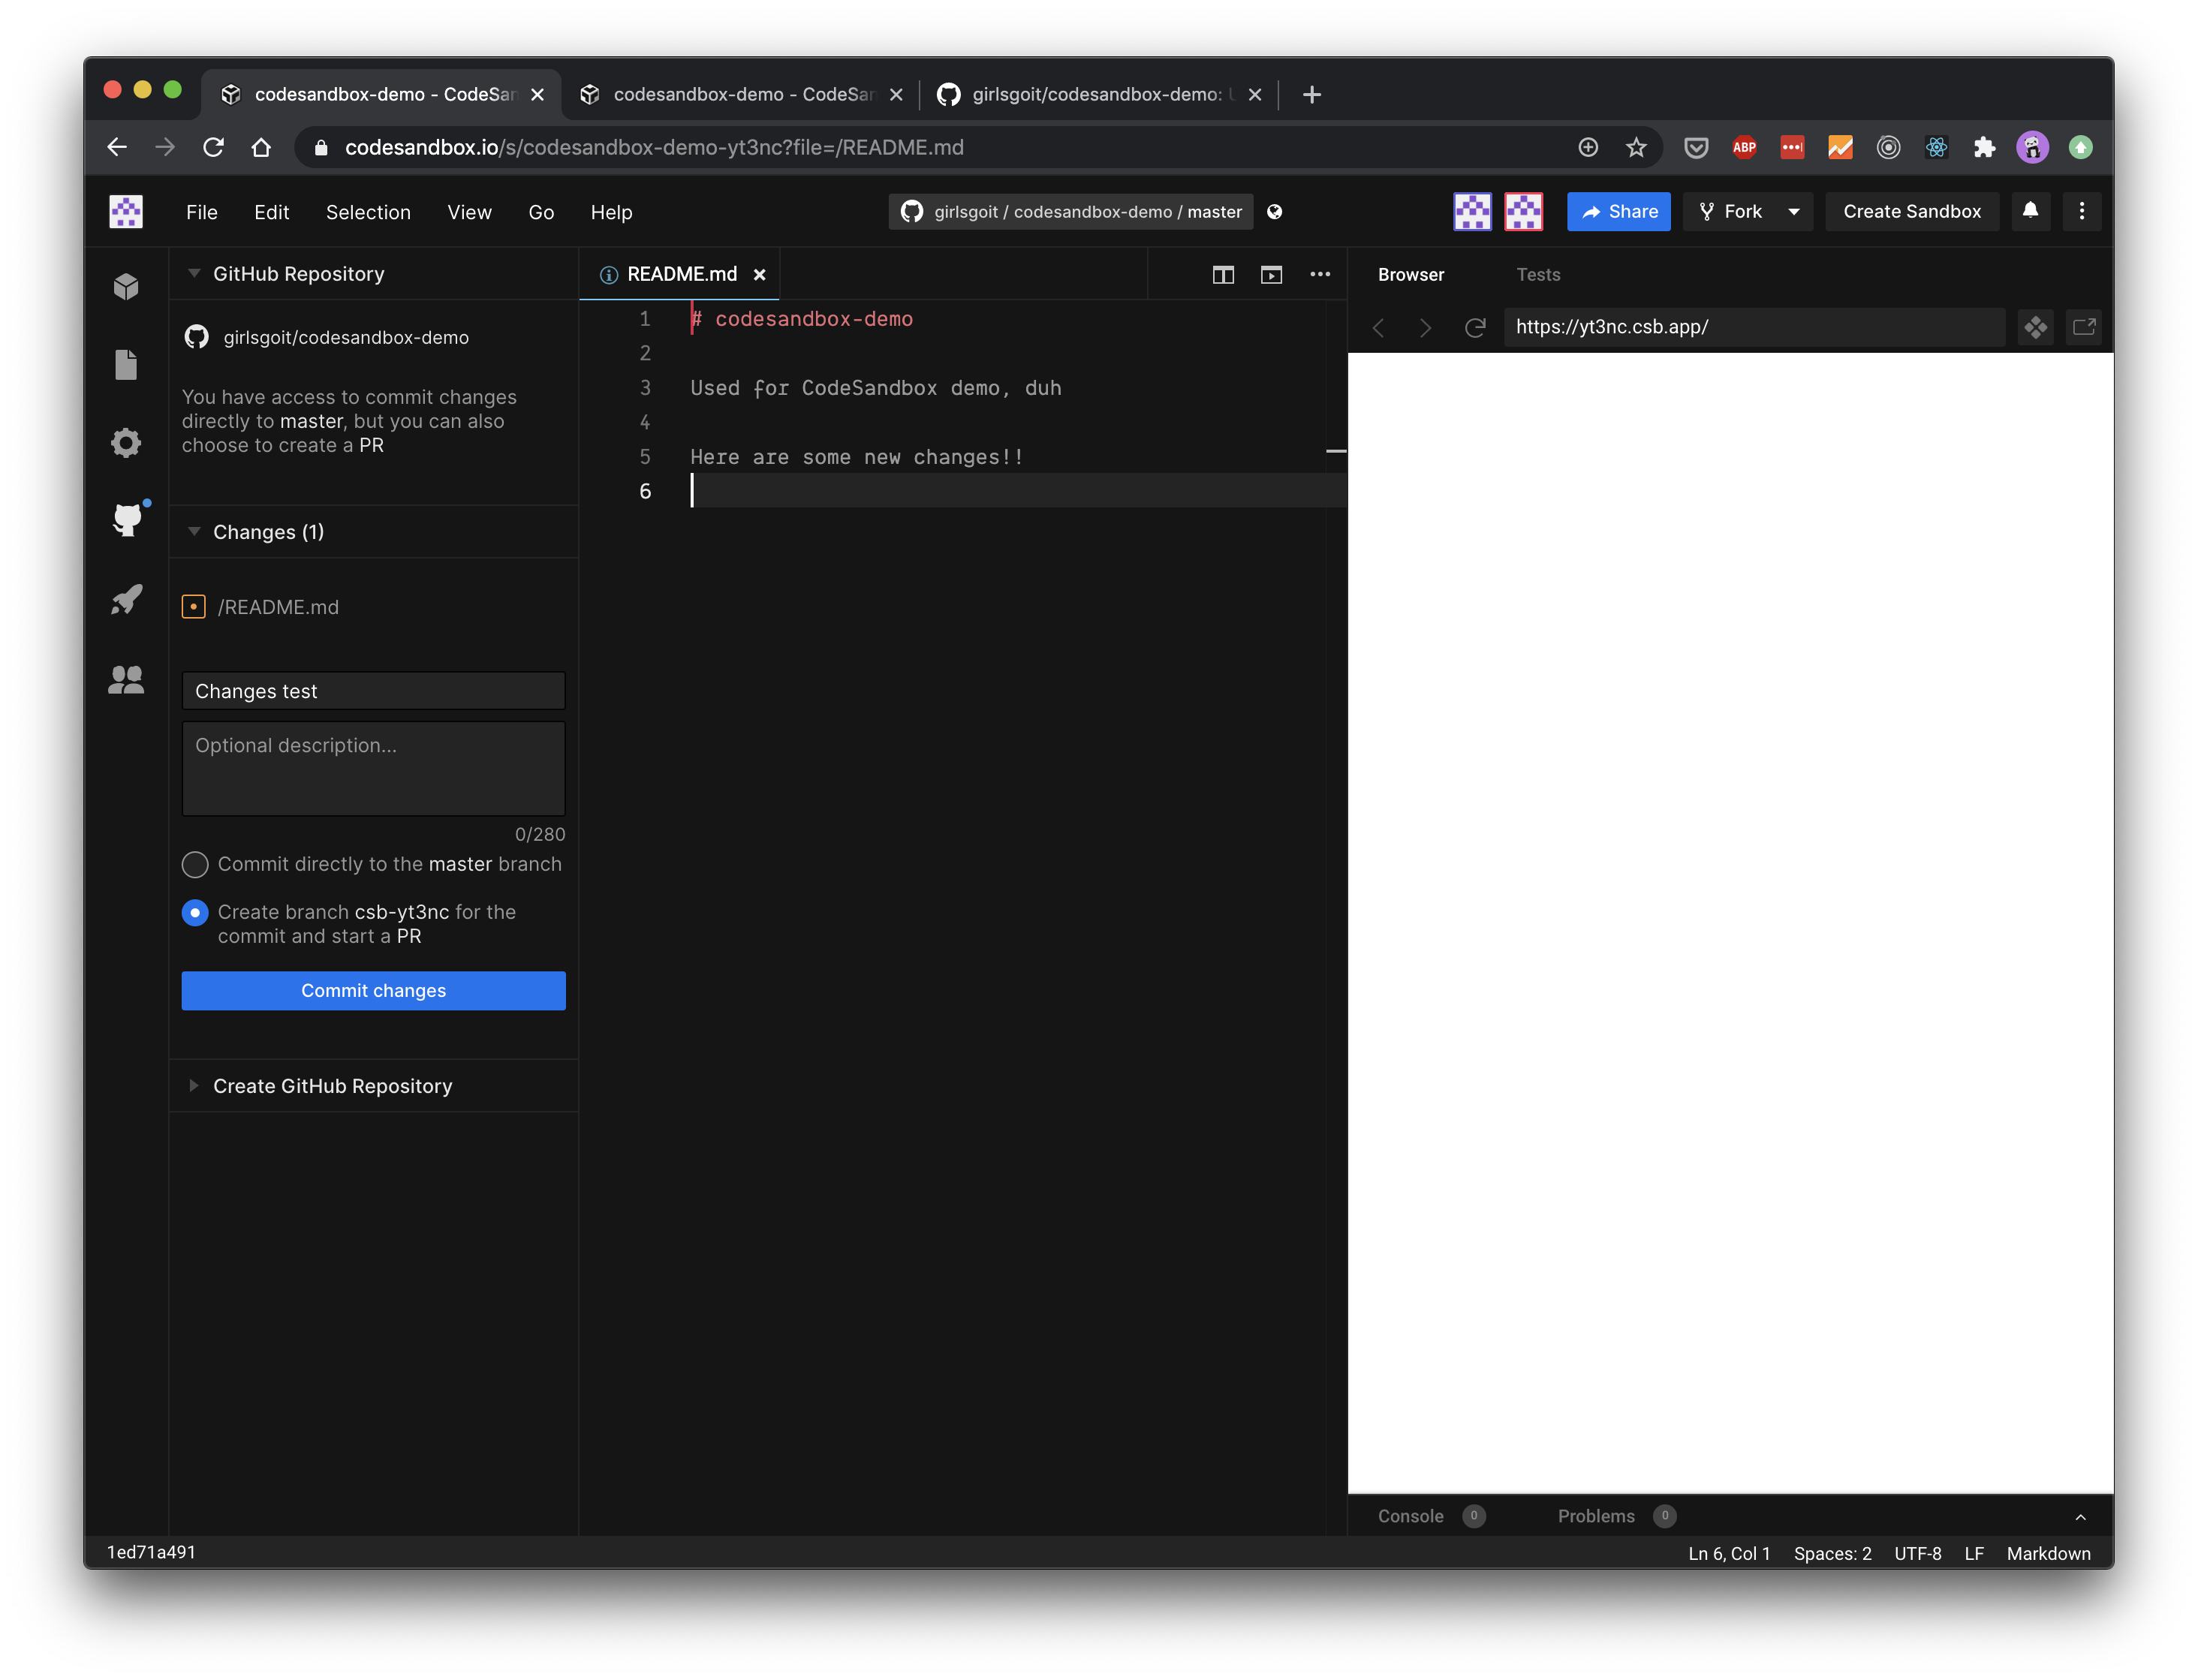 codesandbox-demo - CodeSan
codesandbox-demo - CodeSan
girlsgoit/codesandbox-demo: U
codesandbox.io/s/codesandbox-demo-yt3nc?file=/README.md
ABP
File Edit Selection View Go Help
girlsgoit / codesandbox-demo / master
Share
Fork
Create Sandbox
GitHub Repository
girlsgoit/codesandbox-demo
You have access to commit changes
directly to master, but you can also
choose to create a PR
Changes (1)
/README.md
Changes test
Optional description...
0/280
Commit directly to the master branch
Create branch csb-yt3nc for the
commit and start a PR
Commit changes
Create GitHub Repository
README.md
1 # codesandbox-demo
2
3 Used for CodeSandbox demo, duh
4
5 Here are some new changes!!
6
Browser Tests
https://yt3nc.csb.app/
Console 0 Problems 0
1ed71a491
Ln 6, Col 1 Spaces: 2 UTF-8 LF Markdown